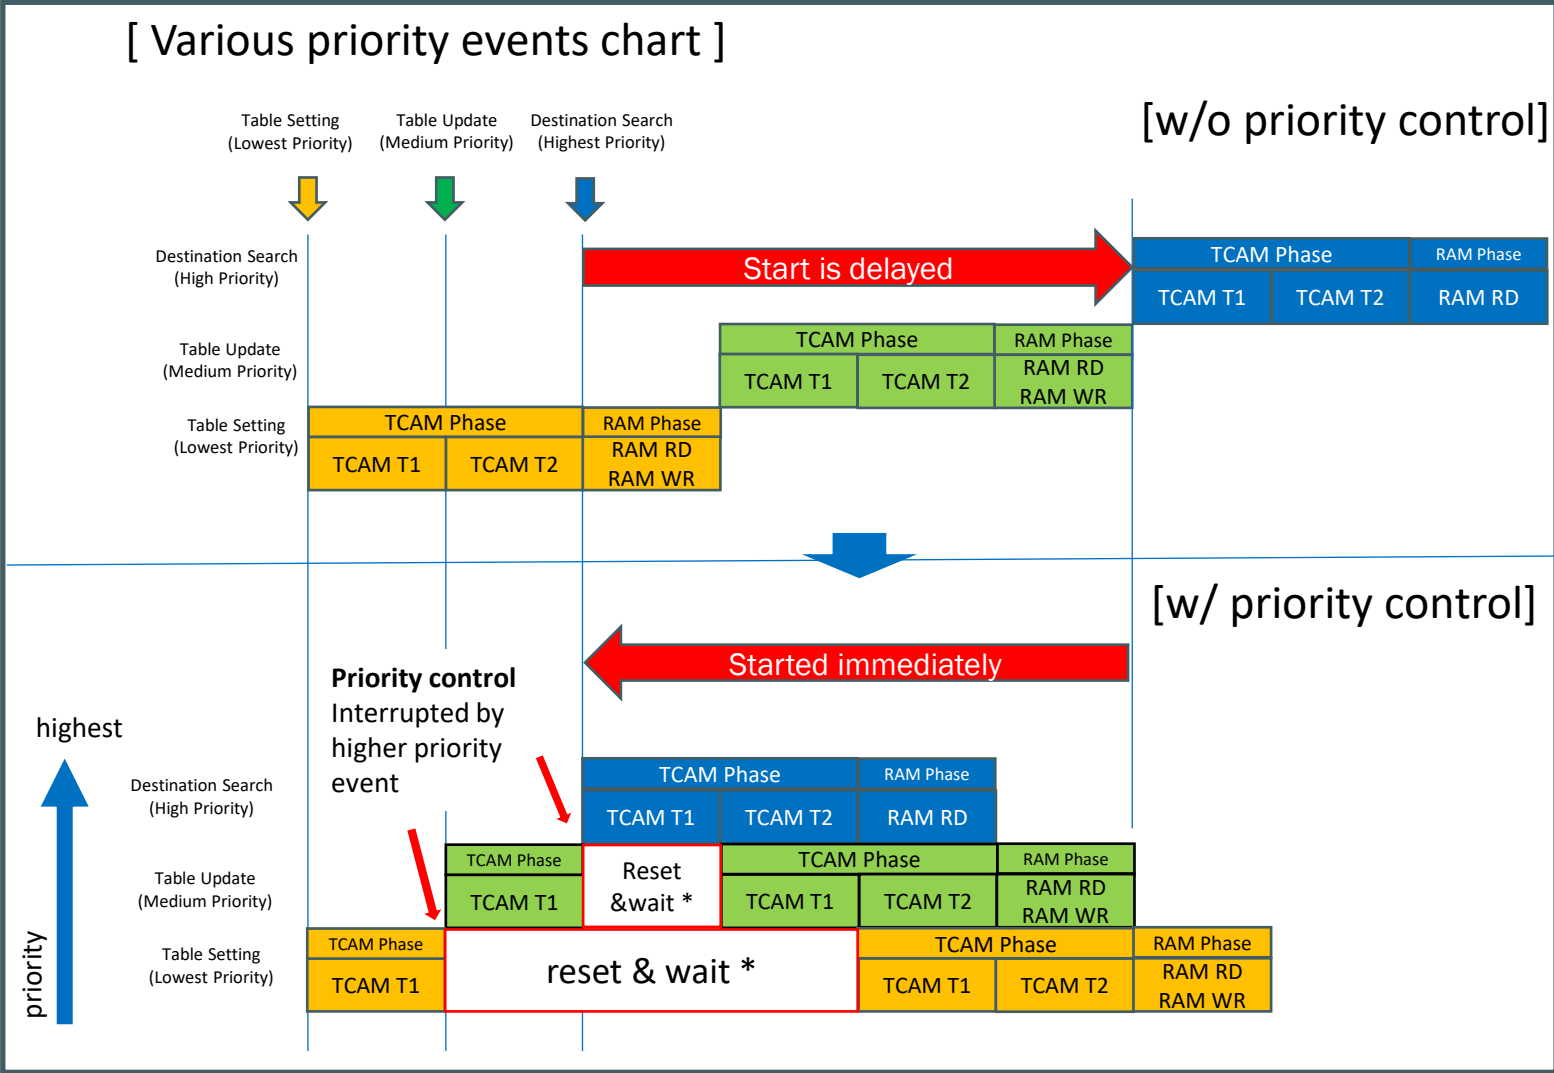 [ Various priority events chart ]
[w/o priority control]
Table Setting
(Lowest Priority)
Table Update
(Medium Priority)
Destination Search
(Highest Priority)
Destination Search
(High Priority)
Start is delayed
TCAM Phase
RAM Phase
TCAM T1
TCAM T2
RAM RD
Table Update
(Medium Priority)
TCAM Phase
RAM Phase
TCAM T1
TCAM T2
RAM RD
RAM WR
Table Setting
(Lowest Priority)
TCAM Phase
RAM Phase
TCAM T1
TCAM T2
RAM RD
RAM WR
[w/ priority control]
Started immediately
Priority control
Interrupted by
higher priority
event
highest
priority
Destination Search
(High Priority)
TCAM Phase
RAM Phase
TCAM T1
TCAM T2
RAM RD
Table Update
(Medium Priority)
TCAM Phase
TCAM T1
Reset
&wait *
TCAM Phase
RAM Phase
TCAM T1
TCAM T2
RAM RD
RAM WR
Table Setting
(Lowest Priority)
TCAM Phase
TCAM T1
reset & wait *
TCAM Phase
RAM Phase
TCAM T1
TCAM T2
RAM RD
RAM WR